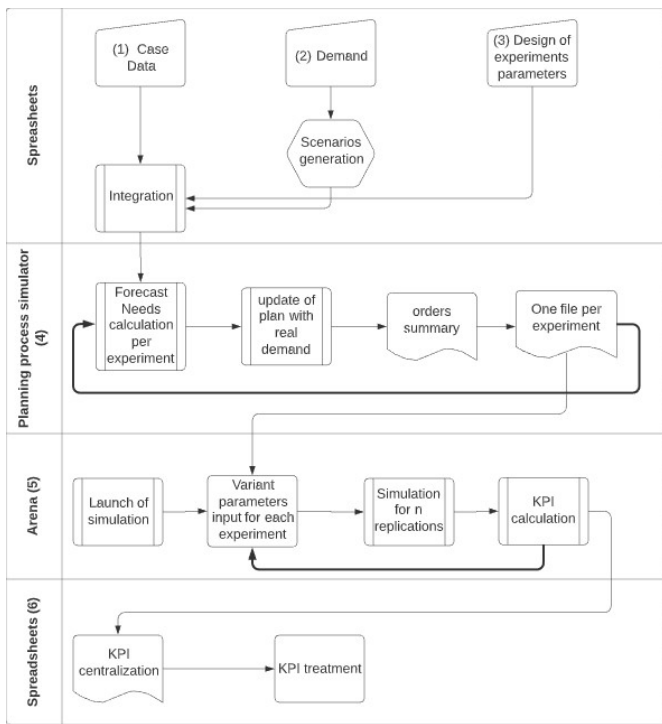 Spreasheets
(1) Case
Data
(2) Demand
(3) Design of
experiments
parameters
Scenarios
generation
Integration
Planning process simulator
(4)
Forecast
Needs
calculation
per
experiment
update of
plan with
real
demand
orders
summary
One file per
experiment
Arena (5)
Launch of
simulation
Variant
parameters
input for each
experiment
Simulation
for n
replications
KPI
calculation
Spreadsheets (6)
KPI
centralization
KPI treatment